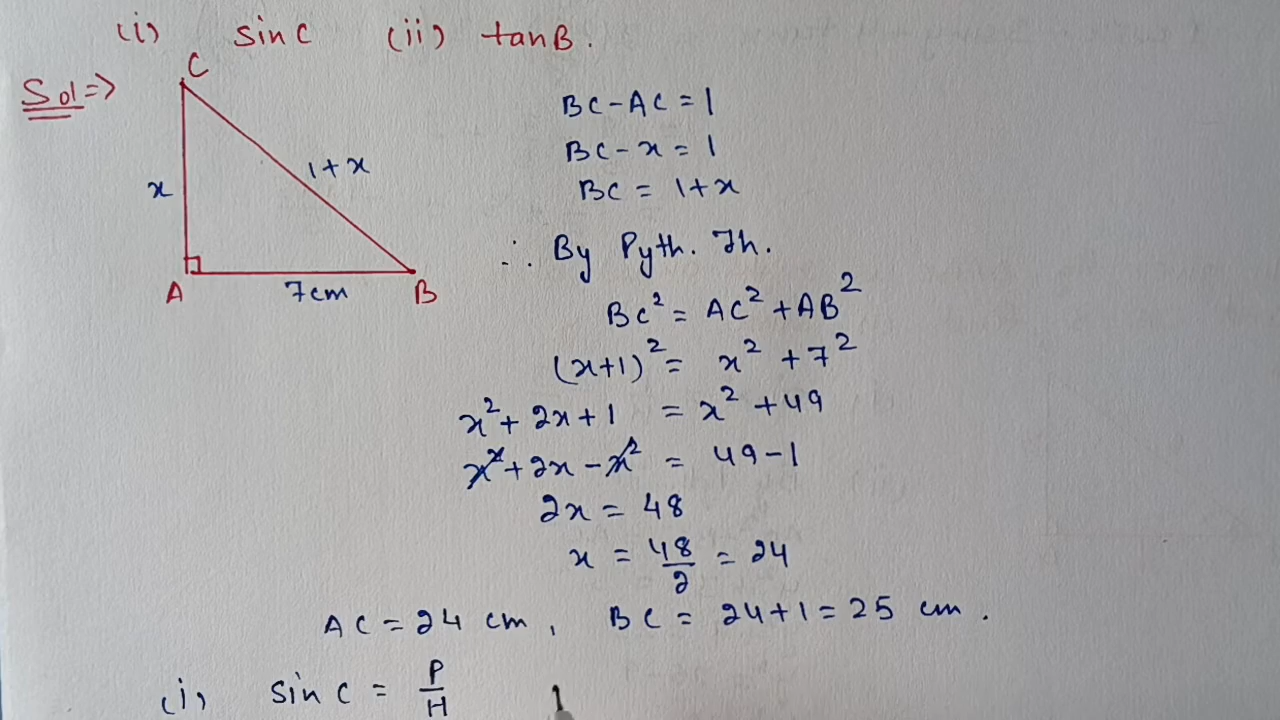 (i) sin C (ii) tan B.
Sol =>
C
x
1+x
A
7cm
B
BC - AC = 1
BC - x = 1
BC = 1+x
∴ By Pyth. Th.
BC² = AC² + AB²
(x+1)² = x² + 7²
x² + 2x + 1 = x² + 49
x² + 2x - x² = 49 - 1
2x = 48
x = 48/2 = 24
AC = 24 cm, BC = 24+1 = 25 cm.
(i) sin C = P/H